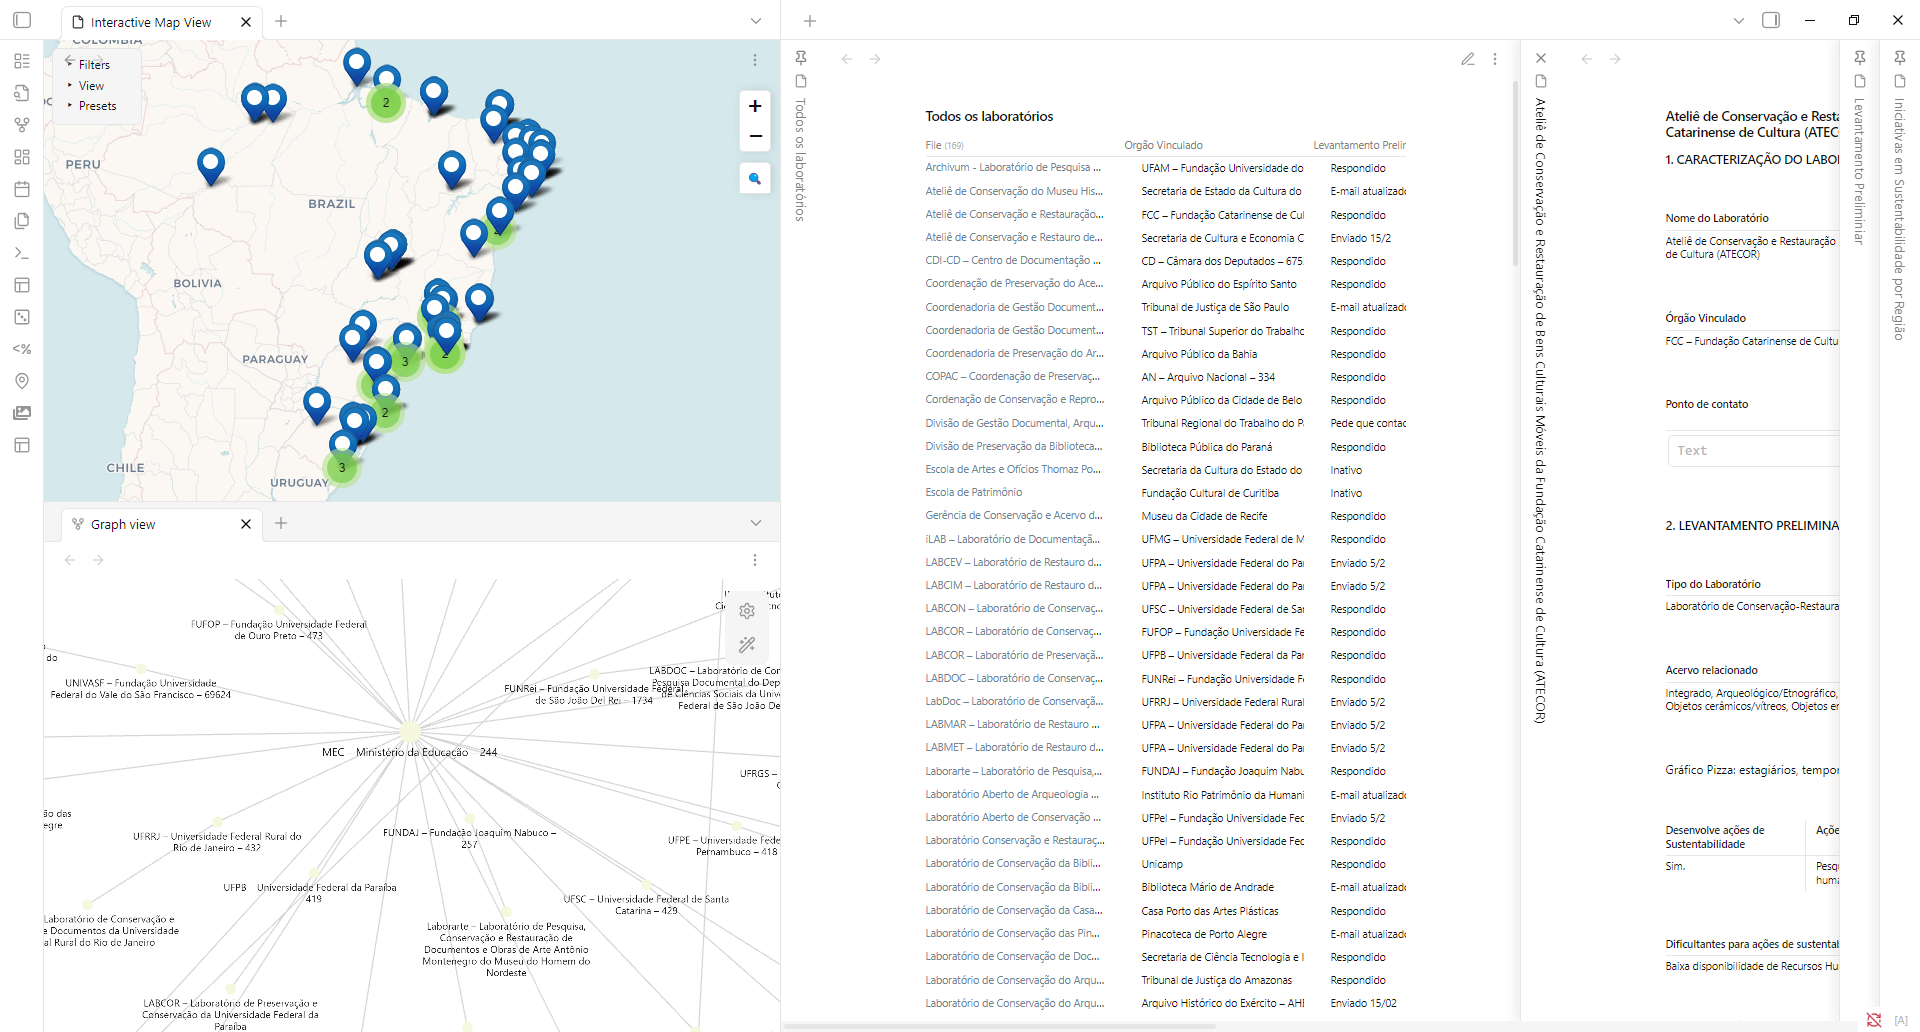 Interactive Map View
COLOMBIA
Filters
View
Presets
PERU
BRAZIL
BOLIVIA
PARAGUAY
CHILE
URUGUAY
2
3
2
2
3
Graph view
FUFOP – Fundação Universidade Federal
de Ouro Preto – 473
do
UNIVASF – Fundação Universidade
Federal do Vale do São Francisco – 69624
FUNRei – Fundação Universidade Federal
de São João Del Rei – 1734
LABDOC – Laboratório de Con
Pesquisa Documental do Dep
de Ciências Sociais da Unive
Federal de São João De
MEC – Ministério da Educação – 244
UFRGS –
ão das
egre
UFRRJ – Universidade Federal Rural do
Rio de Janeiro – 432
FUNDAJ – Fundação Joaquim Nabuco –
257
UFPE – Universidade Fede
Pernambuco – 418
UFPB – Universidade Federal da Paraíba
419
UFSC – Universidade Federal de Santa
Catarina – 429
Laboratório de Conservação e
e Documentos da Universidade
al Rural do Rio de Janeiro
Laborarte – Laboratório de Pesquisa,
Conservação e Restauração de
Documentos e Obras de Arte Antônio
Montenegro do Museu do Homem do
Nordeste
LABCOR – Laboratório de Preservação e
Conservação da Universidade Federal da
Paraíba
Todos os laboratórios
Todos os laboratórios
File (169) Orgão Vinculado Levantamento Prelir
Archivum - Laboratório de Pesquisa ... UFAM – Fundação Universidade do Respondido
Ateliê de Conservação do Museu His... Secretaria de Estado da Cultura do E-mail atualizado
Ateliê de Conservação e Restauração... FCC – Fundação Catarinense de Cul Respondido
Ateliê de Conservação e Restauro de... Secretaria de Cultura e Economia C Enviado 15/2
CDI-CD – Centro de Documentação ... CD – Câmara dos Deputados – 675 Respondido
Coordenação de Preservação do Ace... Arquivo Público do Espírito Santo Respondido
Coordenadoria de Gestão Document... Tribunal de Justiça de São Paulo E-mail atualizado
Coordenadoria de Gestão Document... TST – Tribunal Superior do Trabalho Respondido
Coordenadoria de Preservação do Ar... Arquivo Público da Bahia Respondido
COPAC – Coordenação de Preservaç... AN – Arquivo Nacional – 334 Respondido
Cordenação de Conservação e Repro... Arquivo Público da Cidade de Belo Respondido
Divisão de Gestão Documental, Arqu... Tribunal Regional do Trabalho do P. Pede que contac
Divisão de Preservação da Biblioteca... Biblioteca Pública do Paraná Respondido
Escola de Artes e Ofícios Thomaz Po... Secretaria da Cultura do Estado do Inativo
Escola de Patrimônio Fundação Cultural de Curitiba Inativo
Gerência de Conservação e Acervo d... Museu da Cidade de Recife Respondido
iLAB – Laboratório de Documentaçã... UFMG – Universidade Federal de M Respondido
LABCEV – Laboratório de Restauro d... UFPA – Universidade Federal do Par Enviado 5/2
LABCIM – Laboratório de Restauro d... UFPA – Universidade Federal do Par Enviado 5/2
LABCON – Laboratório de Conservaç... UFSC – Universidade Federal de Sar Respondido
LABCOR – Laboratório de Conservaç... FUFOP – Fundação Universidade Fe Respondido
LABCOR – Laboratório de Preservaçã... UFPB – Universidade Federal da Par Respondido
LABDOC – Laboratório de Conservaç... FUNRei – Fundação Universidade F Respondido
LabDoc – Laboratório de Conservaçã... UFRRJ – Universidade Federal Rural Enviado 5/2
LABMAR – Laboratório de Restauro ... UFPA – Universidade Federal do Par Enviado 5/2
LABMET – Laboratório de Restauro d... UFPA – Universidade Federal do Par Enviado 5/2
Laborarte – Laboratório de Pesquisa,... FUNDAJ – Fundação Joaquim Nabu Respondido
Laboratório Aberto de Arqueologia ... Instituto Rio Patrimônio da Humani E-mail atualizado
Laboratório Aberto de Conservação ... UFPel – Fundação Universidade Fec Enviado 5/2
Laboratório Conservação e Restauraç... UFPel – Fundação Universidade Fec Respondido
Laboratório de Conservação da Bibli... Unicamp Respondido
Laboratório de Conservação da Bibli... Biblioteca Mário de Andrade E-mail atualizado
Laboratório de Conservação da Casa... Casa Porto das Artes Plásticas Respondido
Laboratório de Conservação das Pin... Pinacoteca de Porto Alegre E-mail atualizado
Laboratório de Conservação de Doc... Secretaria de Ciência Tecnologia e I Respondido
Laboratório de Conservação do Arqu... Tribunal de Justiça do Amazonas Respondido
Laboratório de Conservação do Arqu... Arquivo Histórico do Exército – AHE Enviado 15/02
Ateliê de Conservação e Restauração de Bens Culturais Móveis da Fundação Catarinense de Cultura (ATECOR)
Ateliê de Conservação e Resta
Catarinense de Cultura (ATECO
1. CARACTERIZAÇÃO DO LABO
Nome do Laboratório
Ateliê de Conservação e Restauração
de Cultura (ATECOR)
Órgão Vinculado
FCC – Fundação Catarinense de Cultu
Ponto de contato
Text
2. LEVANTAMENTO PRELIMINA
Tipo do Laboratório
Laboratório de Conservação-Restaura
Acervo relacionado
Integrado, Arqueológico/Etnográfico,
Objetos cerâmicos/vítreos, Objetos er
Gráfico Pizza: estagiários, tempor
Desenvolve ações de Açõe
Sustentabilidade
Sim. Pesqu
huma
Dificultantes para ações de sustental
Baixa disponibilidade de Recursos Hu
Levantamento Preliminar
Iniciativas em Sustentabilidade por Região
[A]